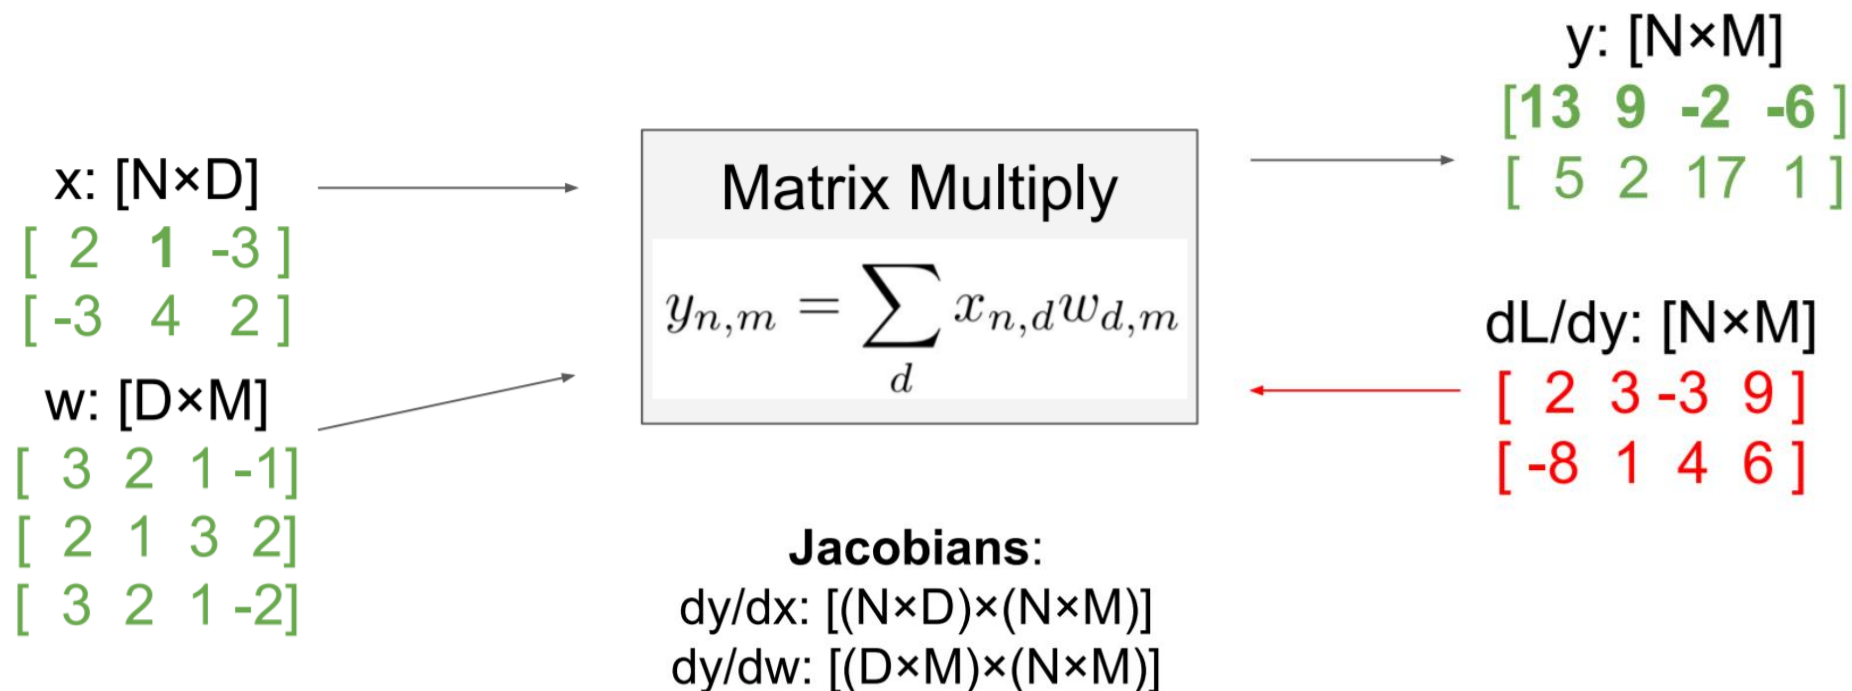 x: [N×D]
[ 2 1 -3 ]
[ -3 4 2 ]
w: [D×M]
[ 3 2 1 -1]
[ 2 1 3 2]
[ 3 2 1 -2]
Matrix Multiply
y_{n,m} = \sum_{d} x_{n,d} w_{d,m}
Jacobians:
dy/dx: [(N×D)×(N×M)]
dy/dw: [(D×M)×(N×M)]
y: [N×M]
[13 9 -2 -6 ]
[ 5 2 17 1 ]
dL/dy: [N×M]
[ 2 3 -3 9 ]
[ -8 1 4 6 ]